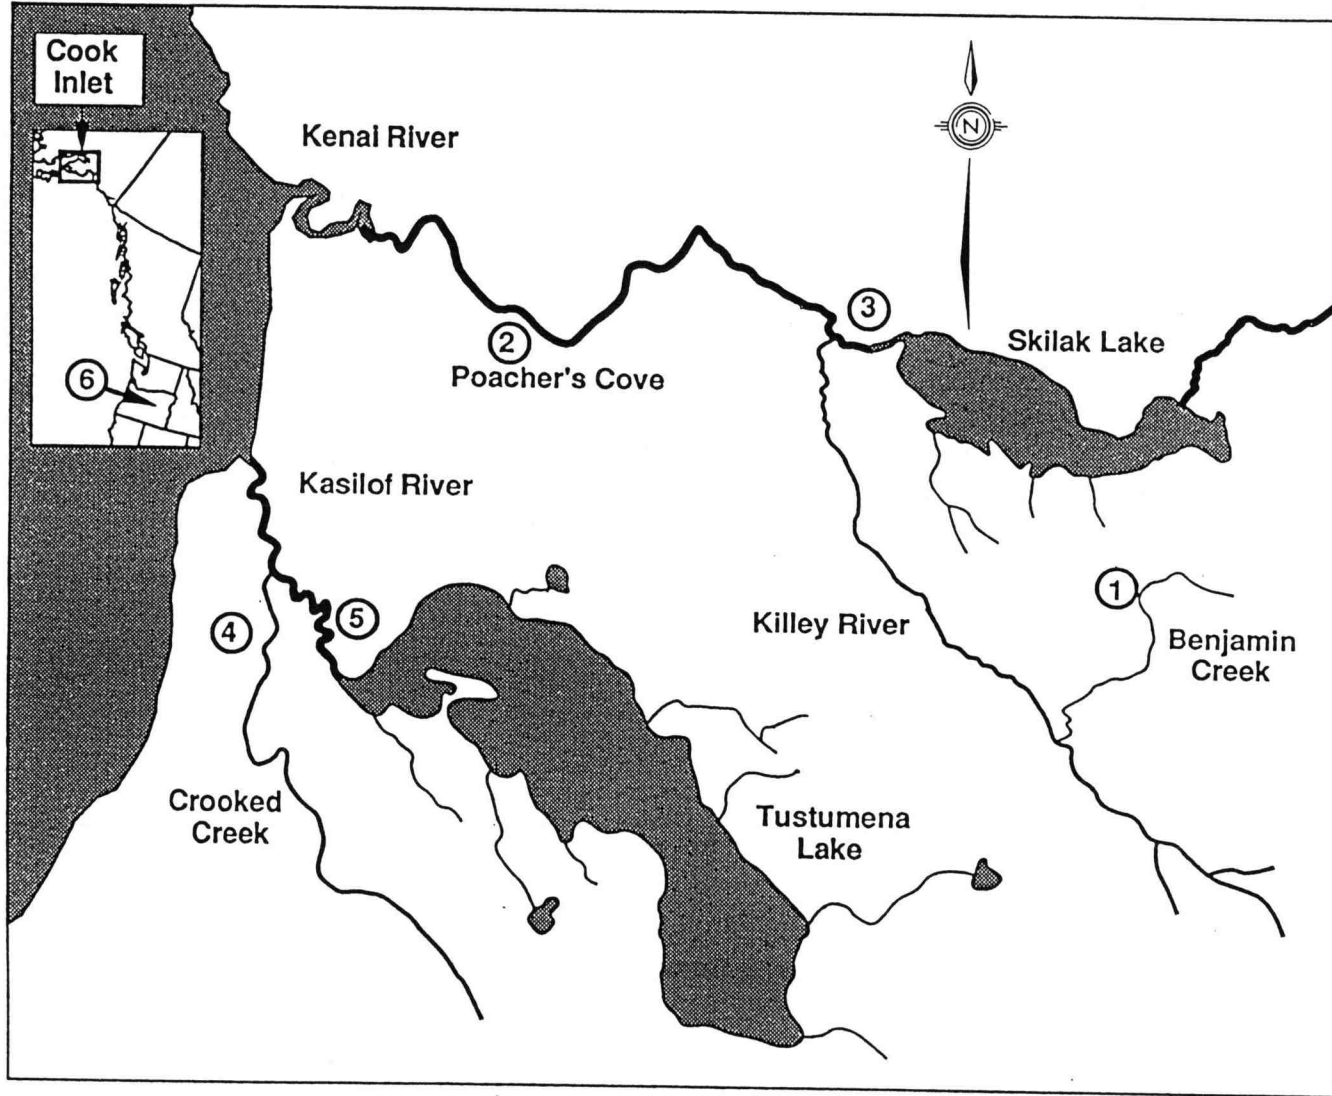 Cook
Inlet
Kenai River
N
3
Skilak Lake
2
Poacher's Cove
6
Kasilof River
1
5
4
Killey River
Benjamin
Creek
Crooked
Creek
Tustumena
Lake